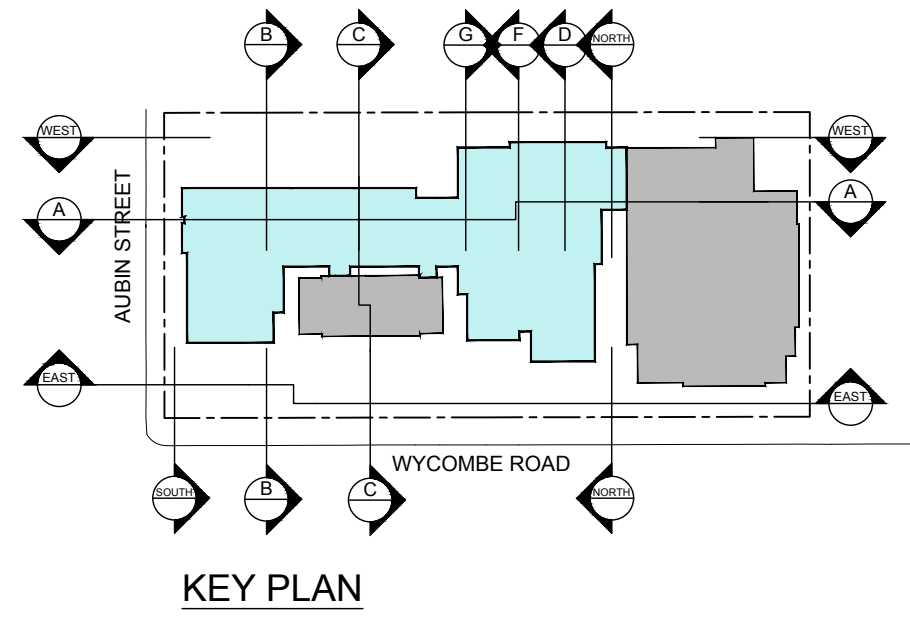 B
C
G
F
D
NORTH
WEST
WEST
A
A
AUBIN STREET
EAST
EAST
WYCOMBE ROAD
SOUTH
B
C
NORTH
KEY PLAN